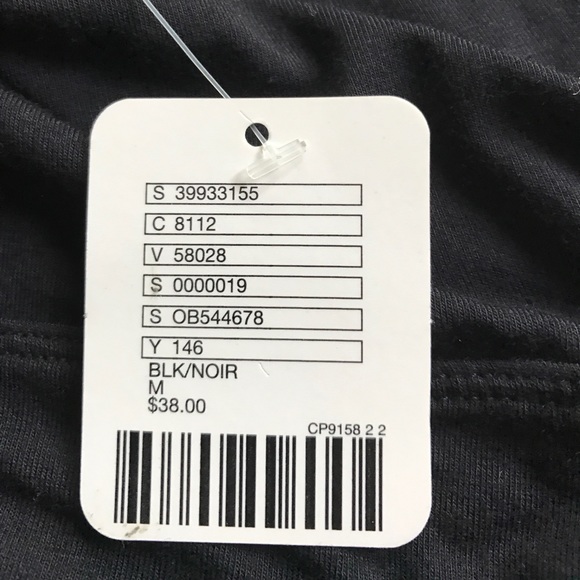 S 39933155
C 8112
V 58028
S 0000019
S OB544678
Y 146
BLK/NOIR
M
$38.00
CP9158 2 2